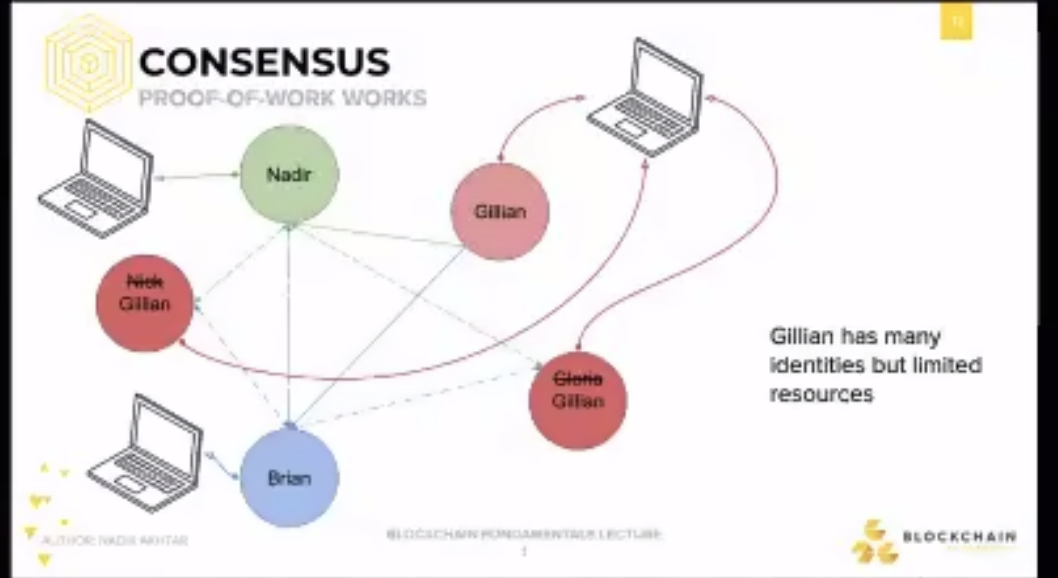 12
CONSENSUS
PROOF-OF-WORK WORKS
Nadir
Gillian
Nick
Gillian
Gloria
Gillian
Brian
Gillian has many
identities but limited
resources
AUTHOR: NADIR AKHTAR
BLOCKCHAIN FUNDAMENTALS LECTURE
BLOCKCHAIN